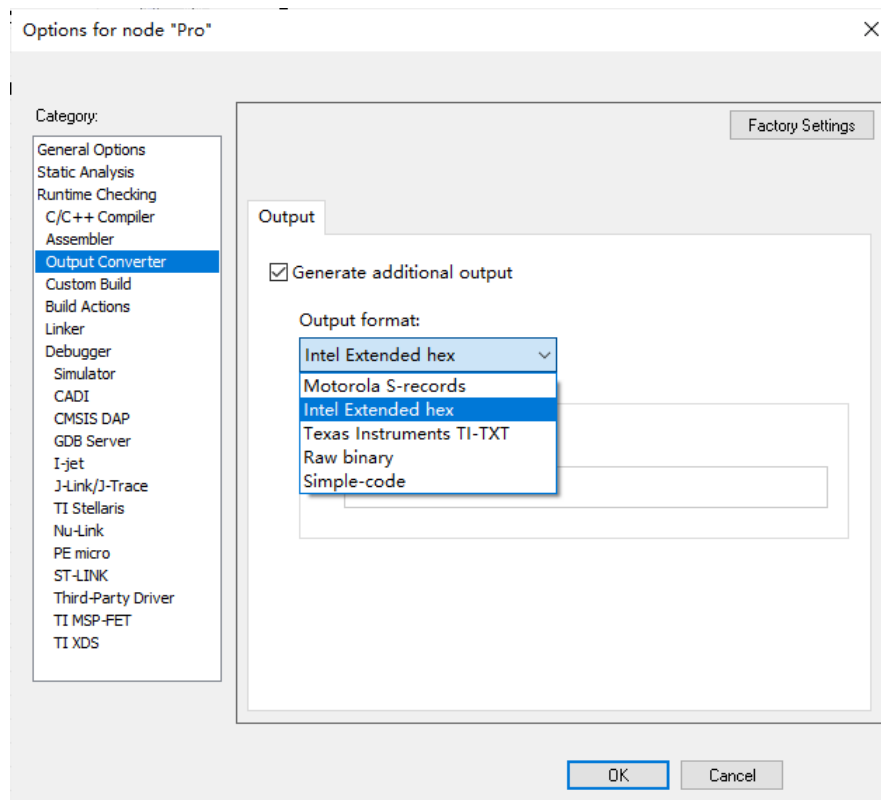 Options for node "Pro"
Category:
General Options
Static Analysis
Runtime Checking
C/C++ Compiler
Assembler
Output Converter
Custom Build
Build Actions
Linker
Debugger
Simulator
CADI
CMSIS DAP
GDB Server
I-jet
J-Link/J-Trace
TI Stellaris
Nu-Link
PE micro
ST-LINK
Third-Party Driver
TI MSP-FET
TI XDS
Factory Settings
Output
Generate additional output
Output format:
Intel Extended hex
Motorola S-records
Intel Extended hex
Texas Instruments TI-TXT
Raw binary
Simple-code
OK
Cancel